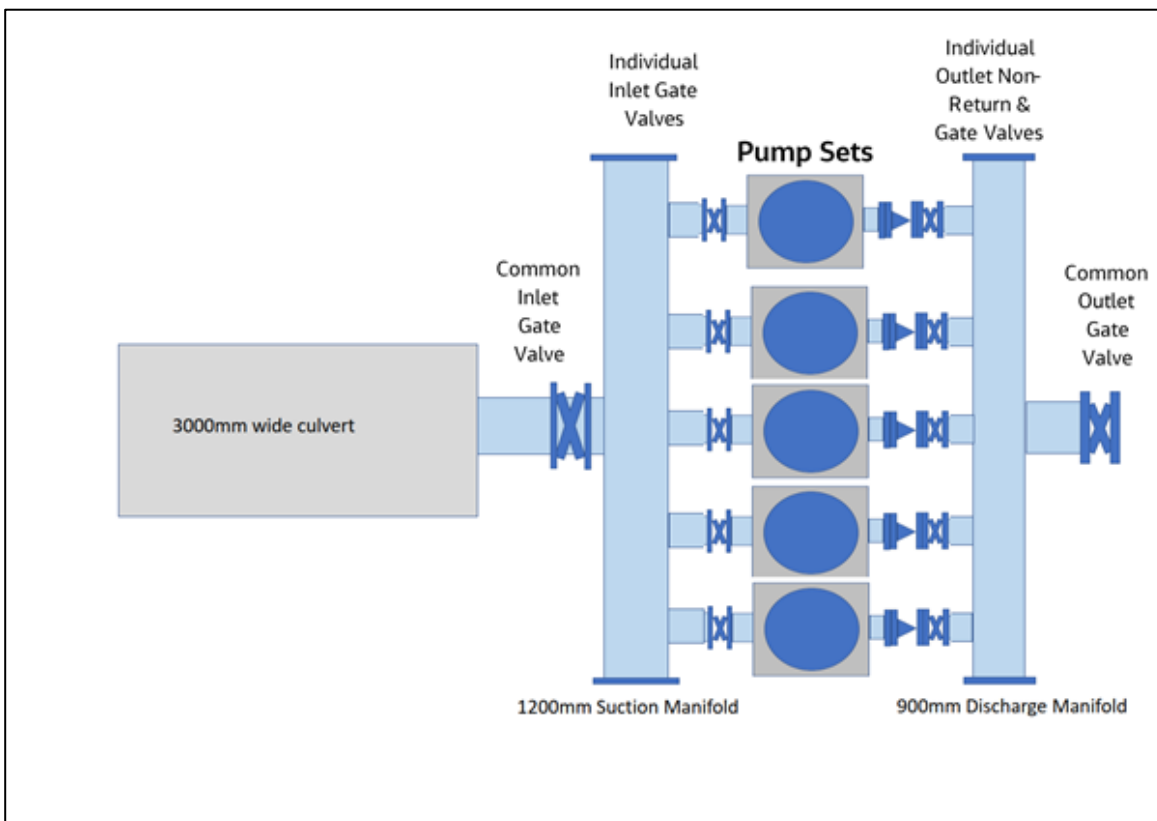 Individual
Inlet Gate
Valves
Individual
Outlet Non-
Return &
Gate Valves
Pump Sets
Common
Inlet
Gate
Valve
Common
Outlet
Gate
Valve
3000mm wide culvert
1200mm Suction Manifold
900mm Discharge Manifold